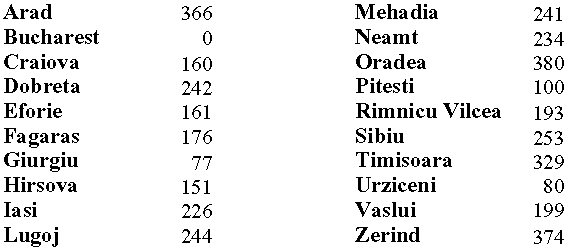 Arad 366 Mehadia 241
Bucharest 0 Neamt 234
Craiova 160 Oradea 380
Dobreta 242 Pitesti 100
Eforie 161 Rimnicu Vilcea 193
Fagaras 176 Sibiu 253
Giurgiu 77 Timisoara 329
Hirsova 151 Urziceni 80
Iasi 226 Vaslui 199
Lugoj 244 Zerind 374